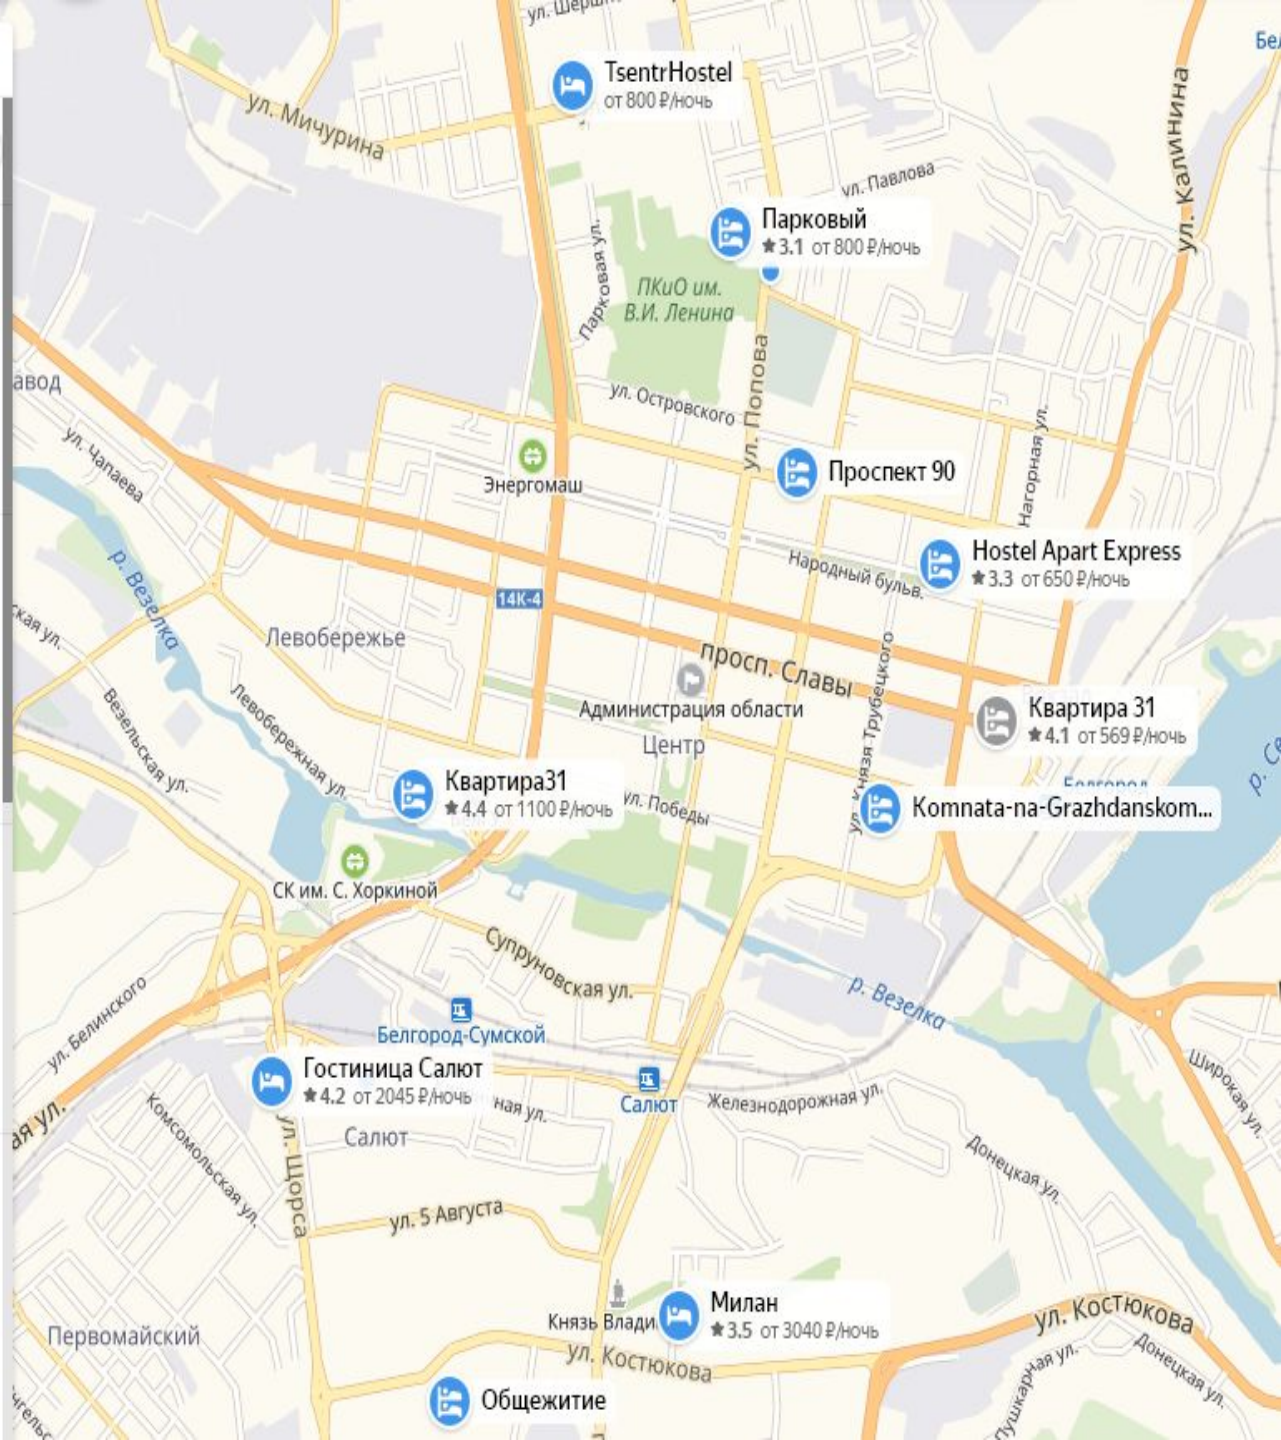 ул. Мичурина
TsentrHostel
от 800 ₽/ночь
ул. Калинина
ул. Павлова
Парковый
★3.1 от 800 ₽/ночь
Парковая ул.
ПКиО им.
В.И. Ленина
ул. Попова
ул. Островского
ул. Чапаева
Энергомаш
Проспект 90
Нагорная ул.
р. Везелка
Народный бульв.
Hostel Apart Express
★3.3 от 650 ₽/ночь
14К-4
Левобережье
просп. Славы
Администрация области
Центр
ул. Князя Трубецкого
Квартира 31
★4.1 от 569 ₽/ночь
Везельская ул.
Левобережная ул.
Квартира31
★4.4 от 1100 ₽/ночь
ул. Победы
Белгород
Komnata-na-Grazhdanskom...
СК им. С. Хоркиной
Супруновская ул.
р. Везелка
ул. Белинского
Белгород-Сумской
Гостиница Салют
★4.2 от 2045 ₽/ночь
Салют
Железнодорожная ул.
Широкая ул.
Комсомольская ул.
Салют
ул. Щорса
Донецкая ул.
ул. 5 Августа
Князь Влади
Милан
★3.5 от 3040 ₽/ночь
ул. Костюкова
Первомайский
ул. Костюкова
Донецкая ул.
Пушкарная ул.
Общежитие